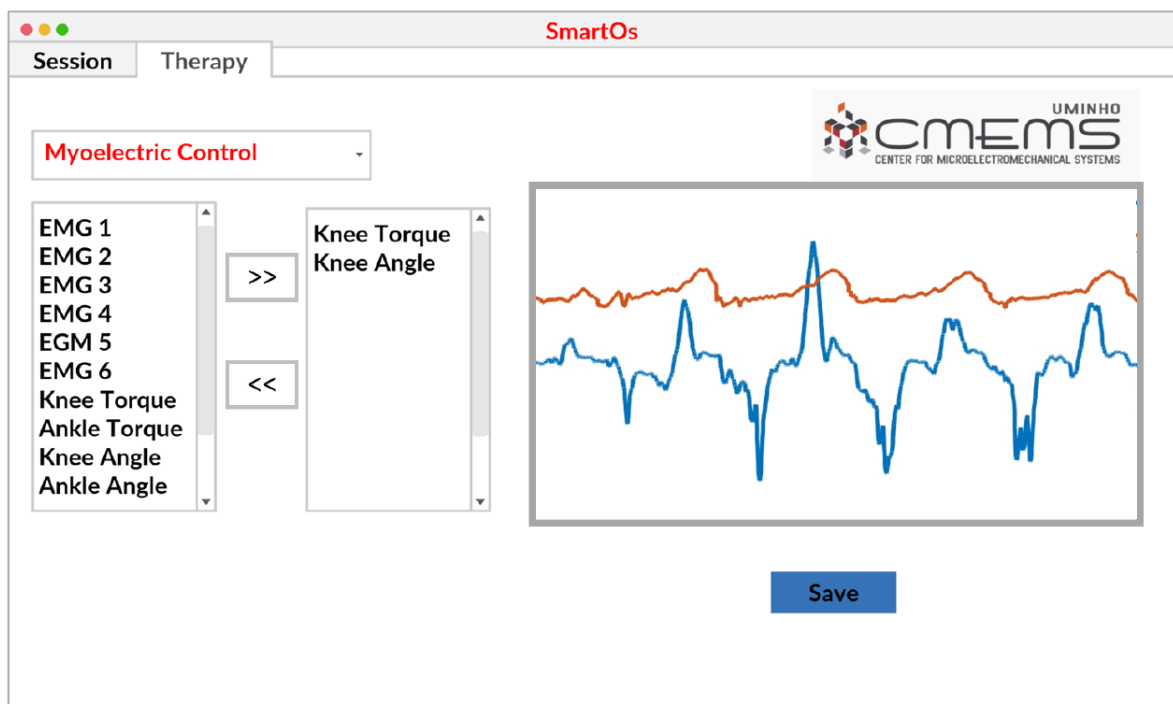 SmartOs
Session
Therapy
UMINHO
CMEMS
CENTER FOR MICROELECTROMECHANICAL SYSTEMS
Myoelectric Control
EMG 1
EMG 2
EMG 3
EMG 4
EGM 5
EMG 6
Knee Torque
Ankle Torque
Knee Angle
Ankle Angle
>>
<<
Knee Torque
Knee Angle
Save